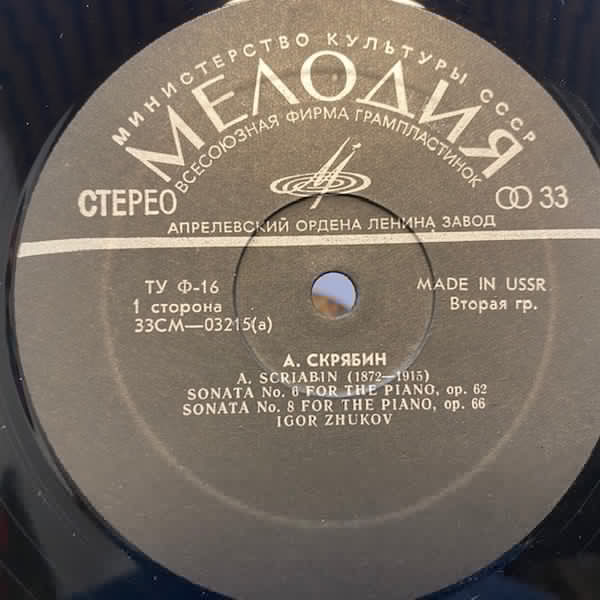 МИНИСТЕРСТВО КУЛЬТУРЫ СССР
МЕЛОДИЯ
ВСЕСОЮЗНАЯ ФИРМА ГРАМПЛАСТИНОК
СТЕРЕО
33
АПРЕЛЕВСКИЙ ОРДЕНА ЛЕНИНА ЗАВОД
ТУ Ф-16
MADE IN USSR
1 сторона
Вторая гр.
33СМ—03215(а)
А. СКРЯБИН
A. SCRIABIN (1872—1915)
SONATA No. 6 FOR THE PIANO, op. 62
SONATA No. 8 FOR THE PIANO, op. 66
IGOR ZHUKOV